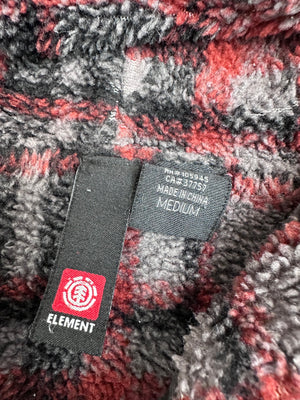 RN# 105945
CA# 37757
MADE IN CHINA
MEDIUM
ELEMENT